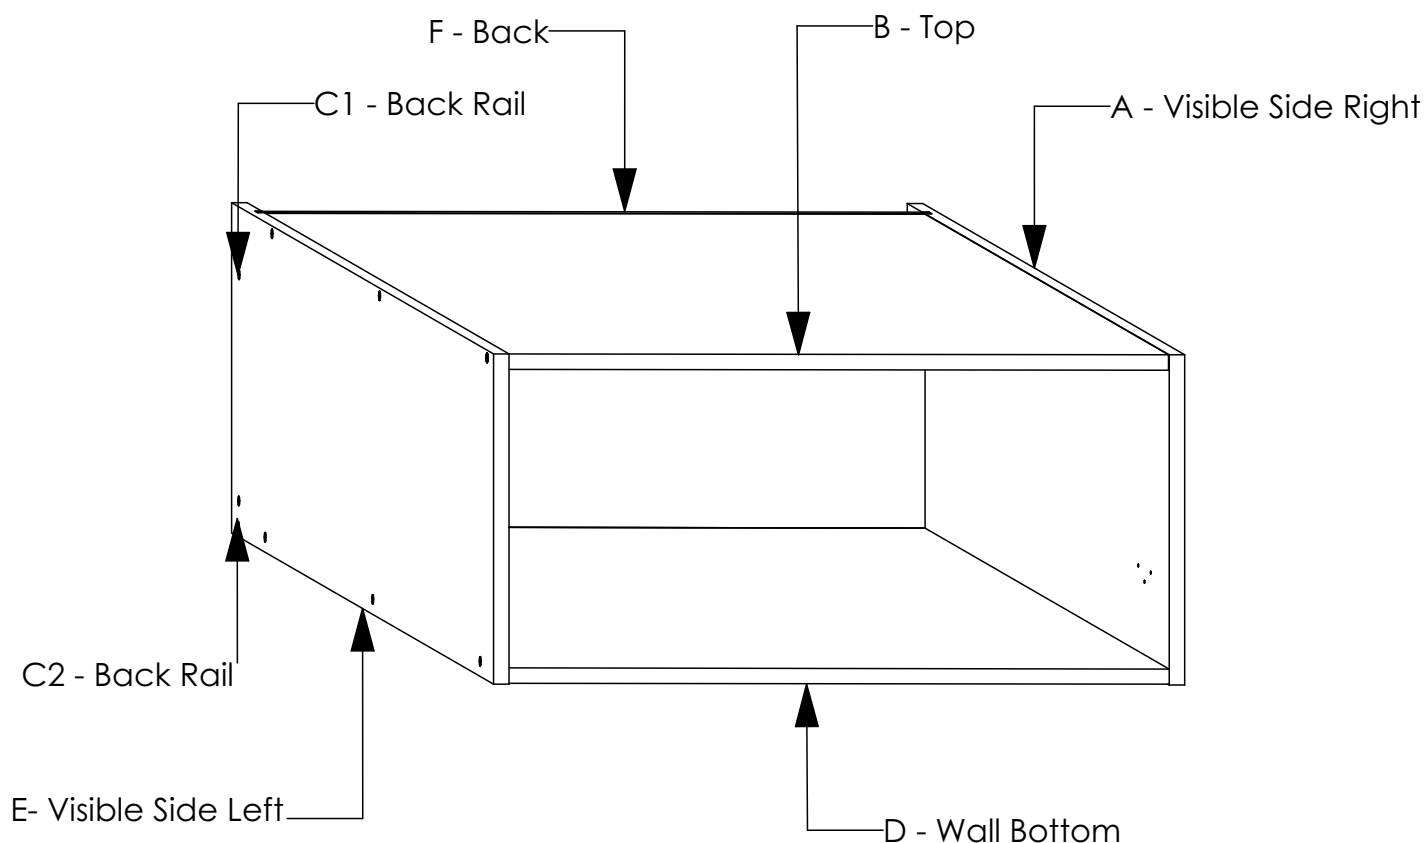 F - Back
B - Top
C1 - Back Rail
A - Visible Side Right
C2 - Back Rail
E- Visible Side Left
D - Wall Bottom